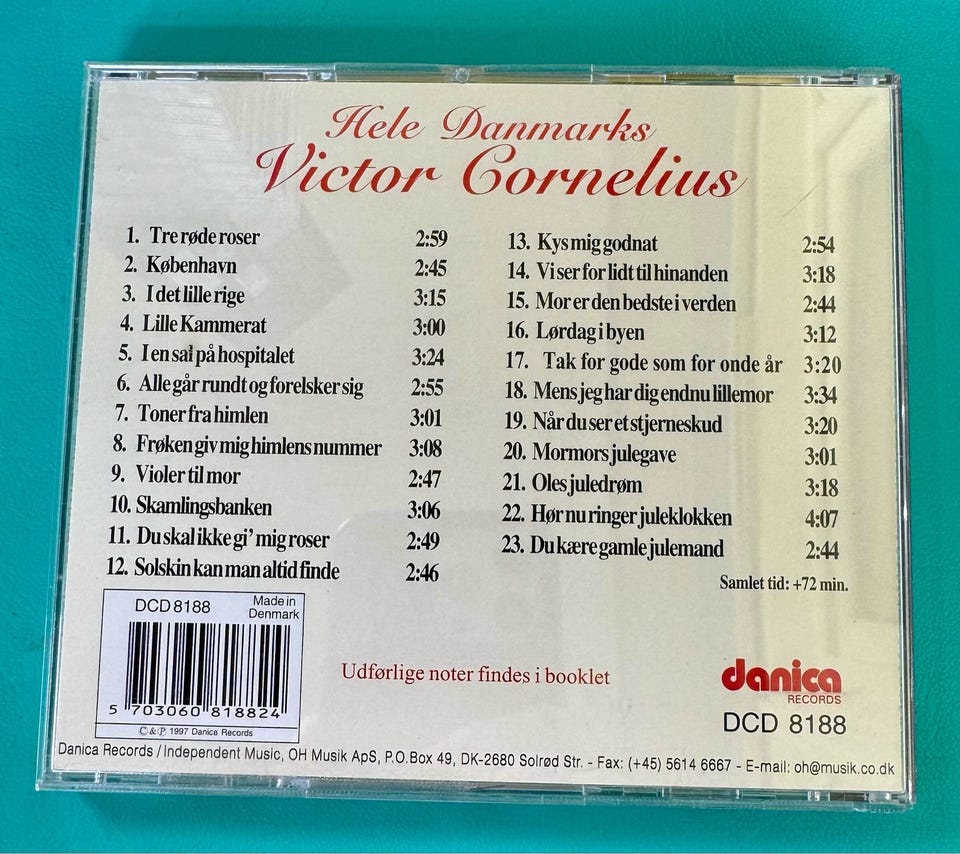 Hele Danmarks
Victor Cornelius
1. Tre røde roser 2:59
2. København 2:45
3. I det lille rige 3:15
4. Lille Kammerat 3:00
5. I en sal på hospitalet 3:24
6. Alle går rundt og forelsker sig 2:55
7. Toner fra himlen 3:01
8. Frøken giv mig himlens nummer 3:08
9. Violer til mor 2:47
10. Skamlingsbanken 3:06
11. Du skal ikke gi' mig roser 2:49
12. Solskin kan man altid finde 2:46
13. Kys mig godnat 2:54
14. Vi ser for lidt til hinanden 3:18
15. Mor er den bedste i verden 2:44
16. Lørdag i byen 3:12
17. Tak for gode som for onde år 3:20
18. Mens jeg har dig endnu lillemor 3:34
19. Når du ser et stjerneskud 3:20
20. Mormors julegave 3:01
21. Oles juledrøm 3:18
22. Hør nu ringer juleklokken 4:07
23. Du kære gamle julemand 2:44
Samlet tid: +72 min.
DCD 8188
Made in
Denmark
5 703060 818824
© & ℗ 1997 Danica Records
Udførlige noter findes i booklet
danica
RECORDS
DCD 8188
Danica Records / Independent Music, OH Musik ApS, P.O.Box 49, DK-2680 Solrød Str. - Fax: (+45) 5614 6667 - E-mail: oh@musik.co.dk